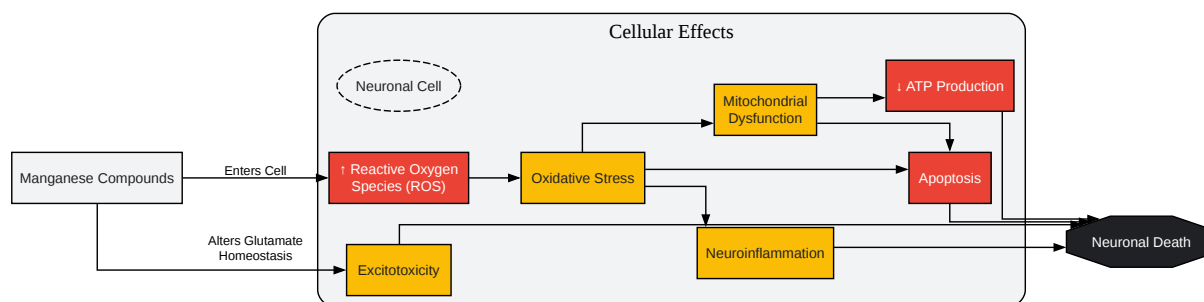 Cellular Effects
Neuronal Cell
Mitochondrial
Dysfunction
↓ ATP Production
Manganese Compounds
Enters Cell
↑ Reactive Oxygen
Species (ROS)
Oxidative Stress
Apoptosis
Alters Glutamate
Homeostasis
Excitotoxicity
Neuroinflammation
Neuronal Death